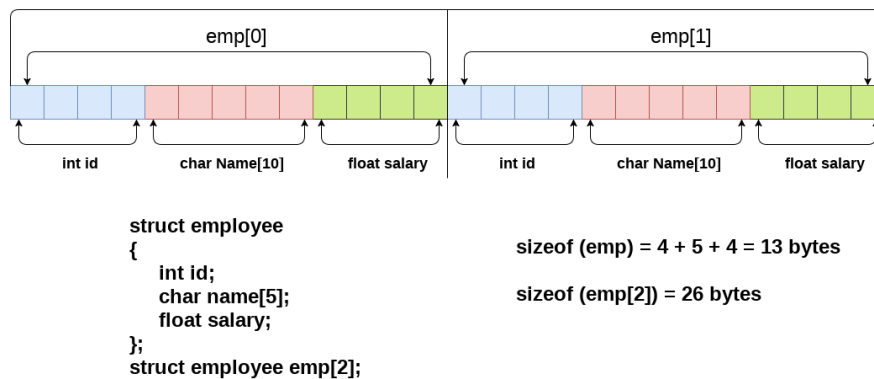 emp[0]
emp[1]
int id
char Name[10]
float salary
int id
char Name[10]
float salary
struct employee
{
int id;
char name[5];
float salary;
};
struct employee emp[2];
sizeof (emp) = 4 + 5 + 4 = 13 bytes
sizeof (emp[2]) = 26 bytes